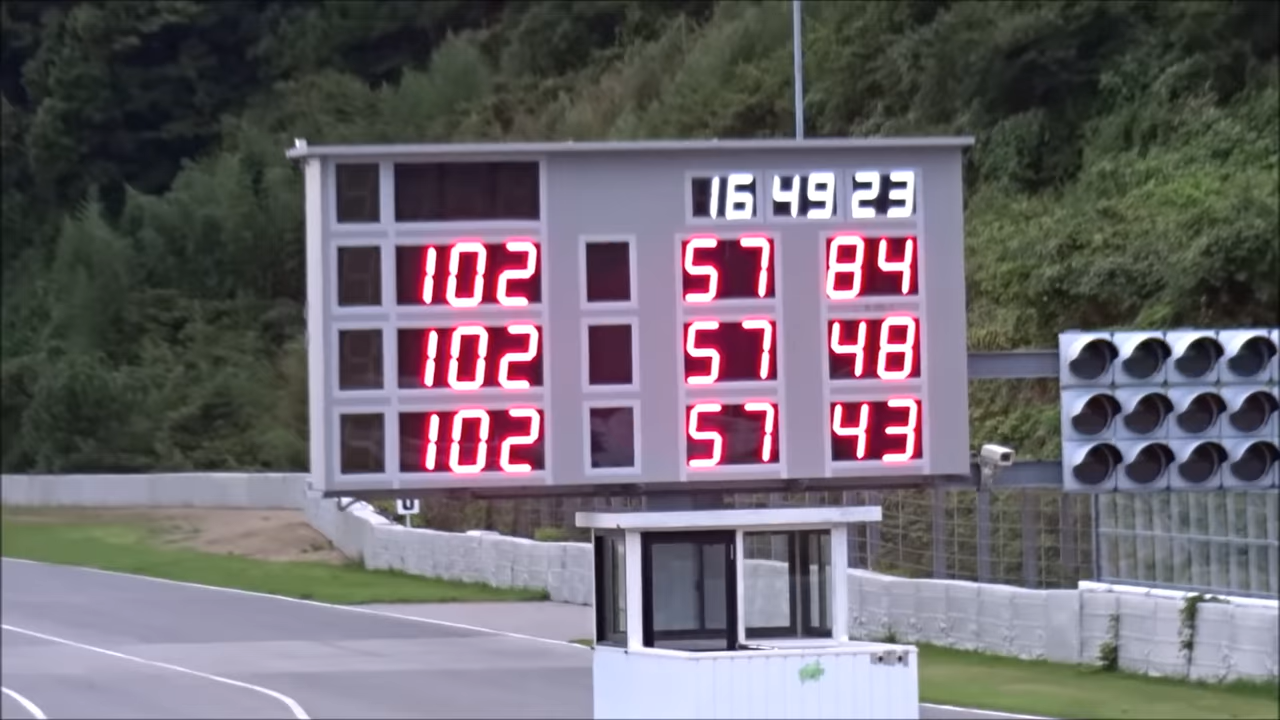 16 49 23
102 57 84
102 57 48
102 57 43
U